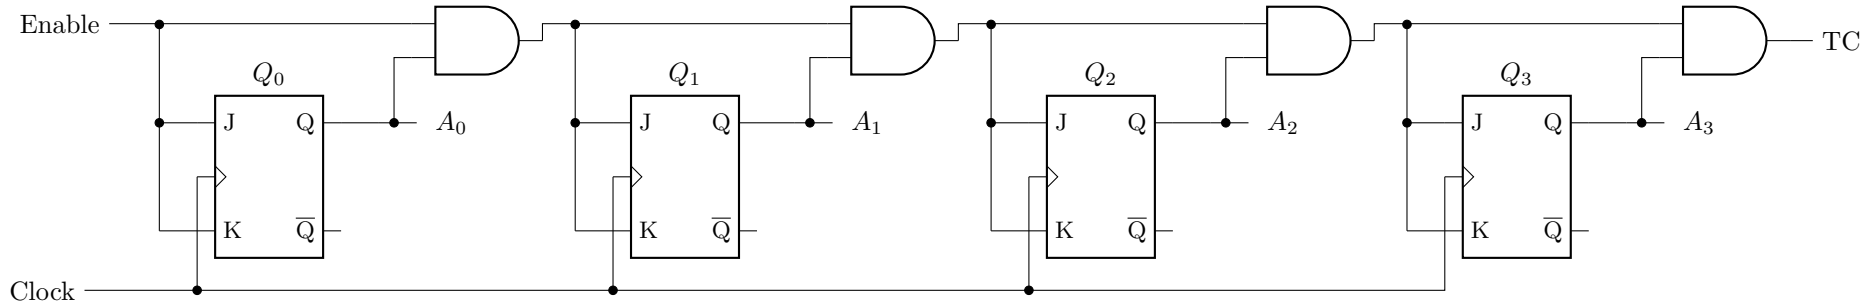 Enable
TC
Q₀ Q₁ Q₂ Q₃
J Q A₀ J Q A₁ J Q A₂ J Q A₃
K Q̅ K Q̅ K Q̅ K Q̅
Clock